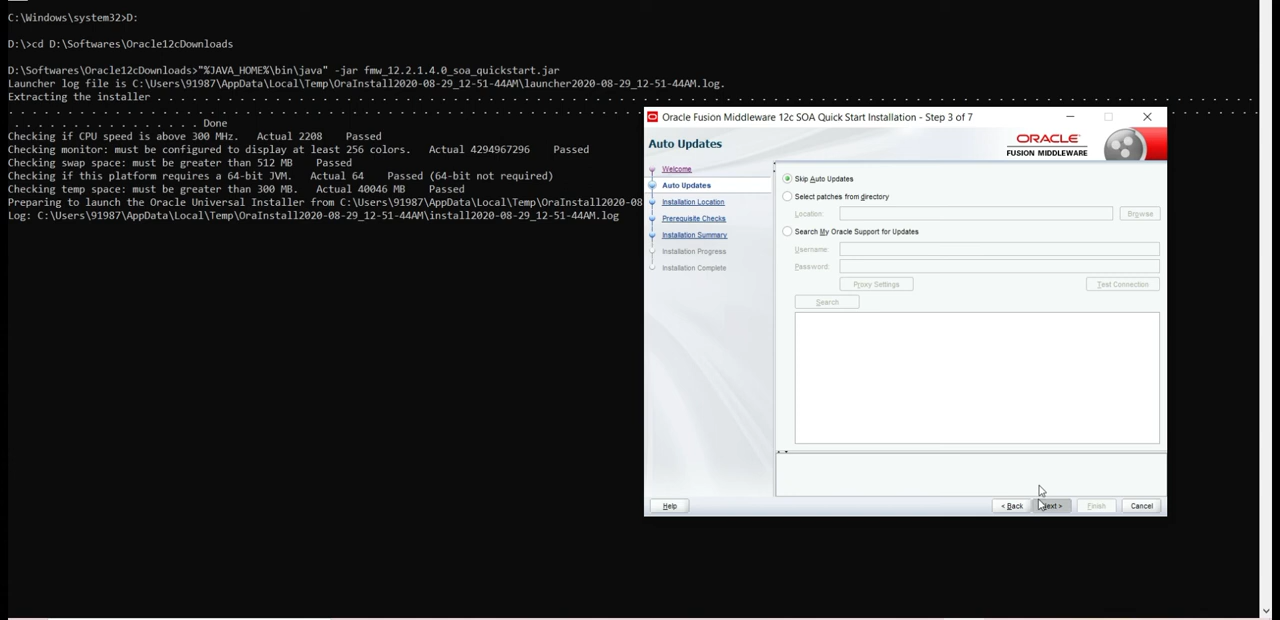 C:\Windows\system32>D:
D:\>cd D:\Softwares\Oracle12cDownloads
D:\Softwares\Oracle12cDownloads>"%JAVA_HOME%\bin\java" -jar fmw_12.2.1.4.0_soa_quickstart.jar
Launcher log file is C:\Users\91987\AppData\Local\Temp\OraInstall2020-08-29_12-51-44AM\launcher2020-08-29_12-51-44AM.log.
Extracting the installer . . . . . . . . . . . . . . . . . . . . . . . . . . . . . . . . . . . . . . . . . . . . . . . . . . . . . . . . . . . . . . . . . . . . . . . . . . . . . . . . . . .
. . . . . . . . . . . . Done
Checking if CPU speed is above 300 MHz.   Actual 2208    Passed
Checking monitor: must be configured to display at least 256 colors.   Actual 4294967296    Passed
Checking swap space: must be greater than 512 MB    Passed
Checking if this platform requires a 64-bit JVM.   Actual 64    Passed (64-bit not required)
Checking temp space: must be greater than 300 MB.   Actual 40046 MB    Passed
Preparing to launch the Oracle Universal Installer from C:\Users\91987\AppData\Local\Temp\OraInstall2020-08
Log: C:\Users\91987\AppData\Local\Temp\OraInstall2020-08-29_12-51-44AM\install2020-08-29_12-51-44AM.log
Oracle Fusion Middleware 12c SOA Quick Start Installation - Step 3 of 7
Auto Updates
ORACLE
FUSION MIDDLEWARE
Welcome
Auto Updates
Installation Location
Prerequisite Checks
Installation Summary
Installation Progress
Installation Complete
Skip Auto Updates
Select patches from directory
Location:
Browse
Search My Oracle Support for Updates
Username:
Password:
Proxy Settings
Test Connection
Search
Help
< Back
Next >
Finish
Cancel